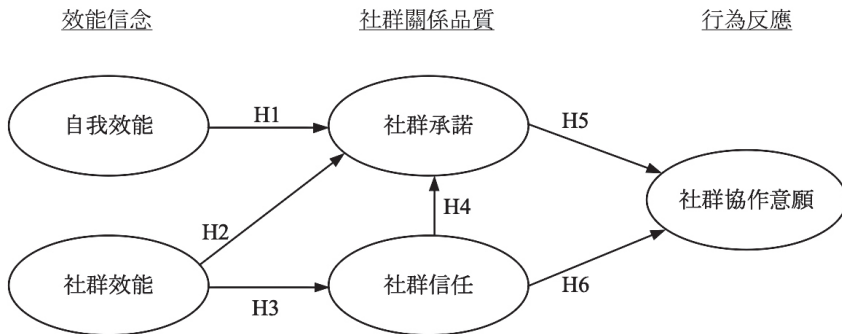 效能信念 社群關係品質 行為反應
自我效能 H1 社群承諾 H5
社群協作意願
H2 H4
社群效能 H3 社群信任 H6